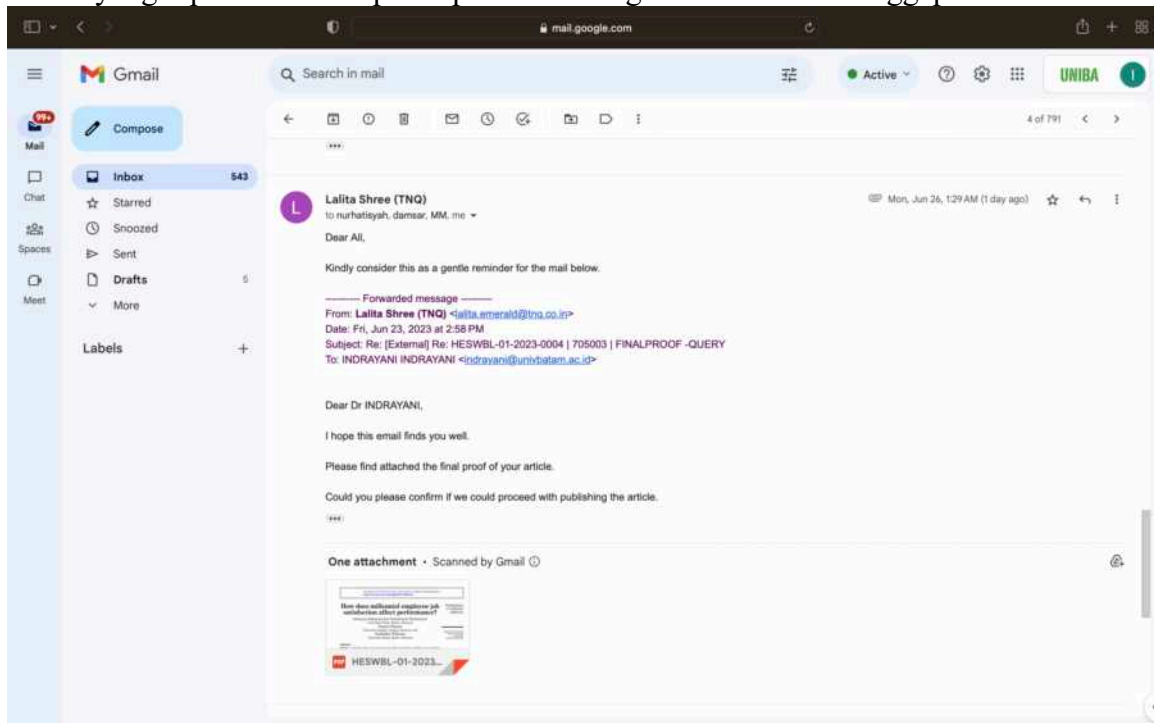 mail.google.com
Gmail
Search in mail
Active
UNIBA
I
99+
Mail
Compose
4 of 791
Chat
Inbox 543
Starred
Snoozed
Spaces
Sent
Drafts 5
Meet
More
Labels +
L
Lalita Shree (TNQ)
Mon, Jun 26, 1:29 AM (1 day ago)
to nurhatisyah, damsar, MM, me
Dear All,
Kindly consider this as a gentle reminder for the mail below.
---------- Forwarded message ---------
From: Lalita Shree (TNQ) <lalita.emerald@tnq.co.in>
Date: Fri, Jun 23, 2023 at 2:58 PM
Subject: Re: [External] Re: HESWBL-01-2023-0004 | 705003 | FINALPROOF -QUERY
To: INDRAYANI INDRAYANI <indrayani@univbatam.ac.id>
Dear Dr INDRAYANI,
I hope this email finds you well.
Please find attached the final proof of your article.
Could you please confirm if we could proceed with publishing the article.
One attachment • Scanned by Gmail
How does millennial employee job
satisfaction affect performance?
PDF HESWBL-01-2023...